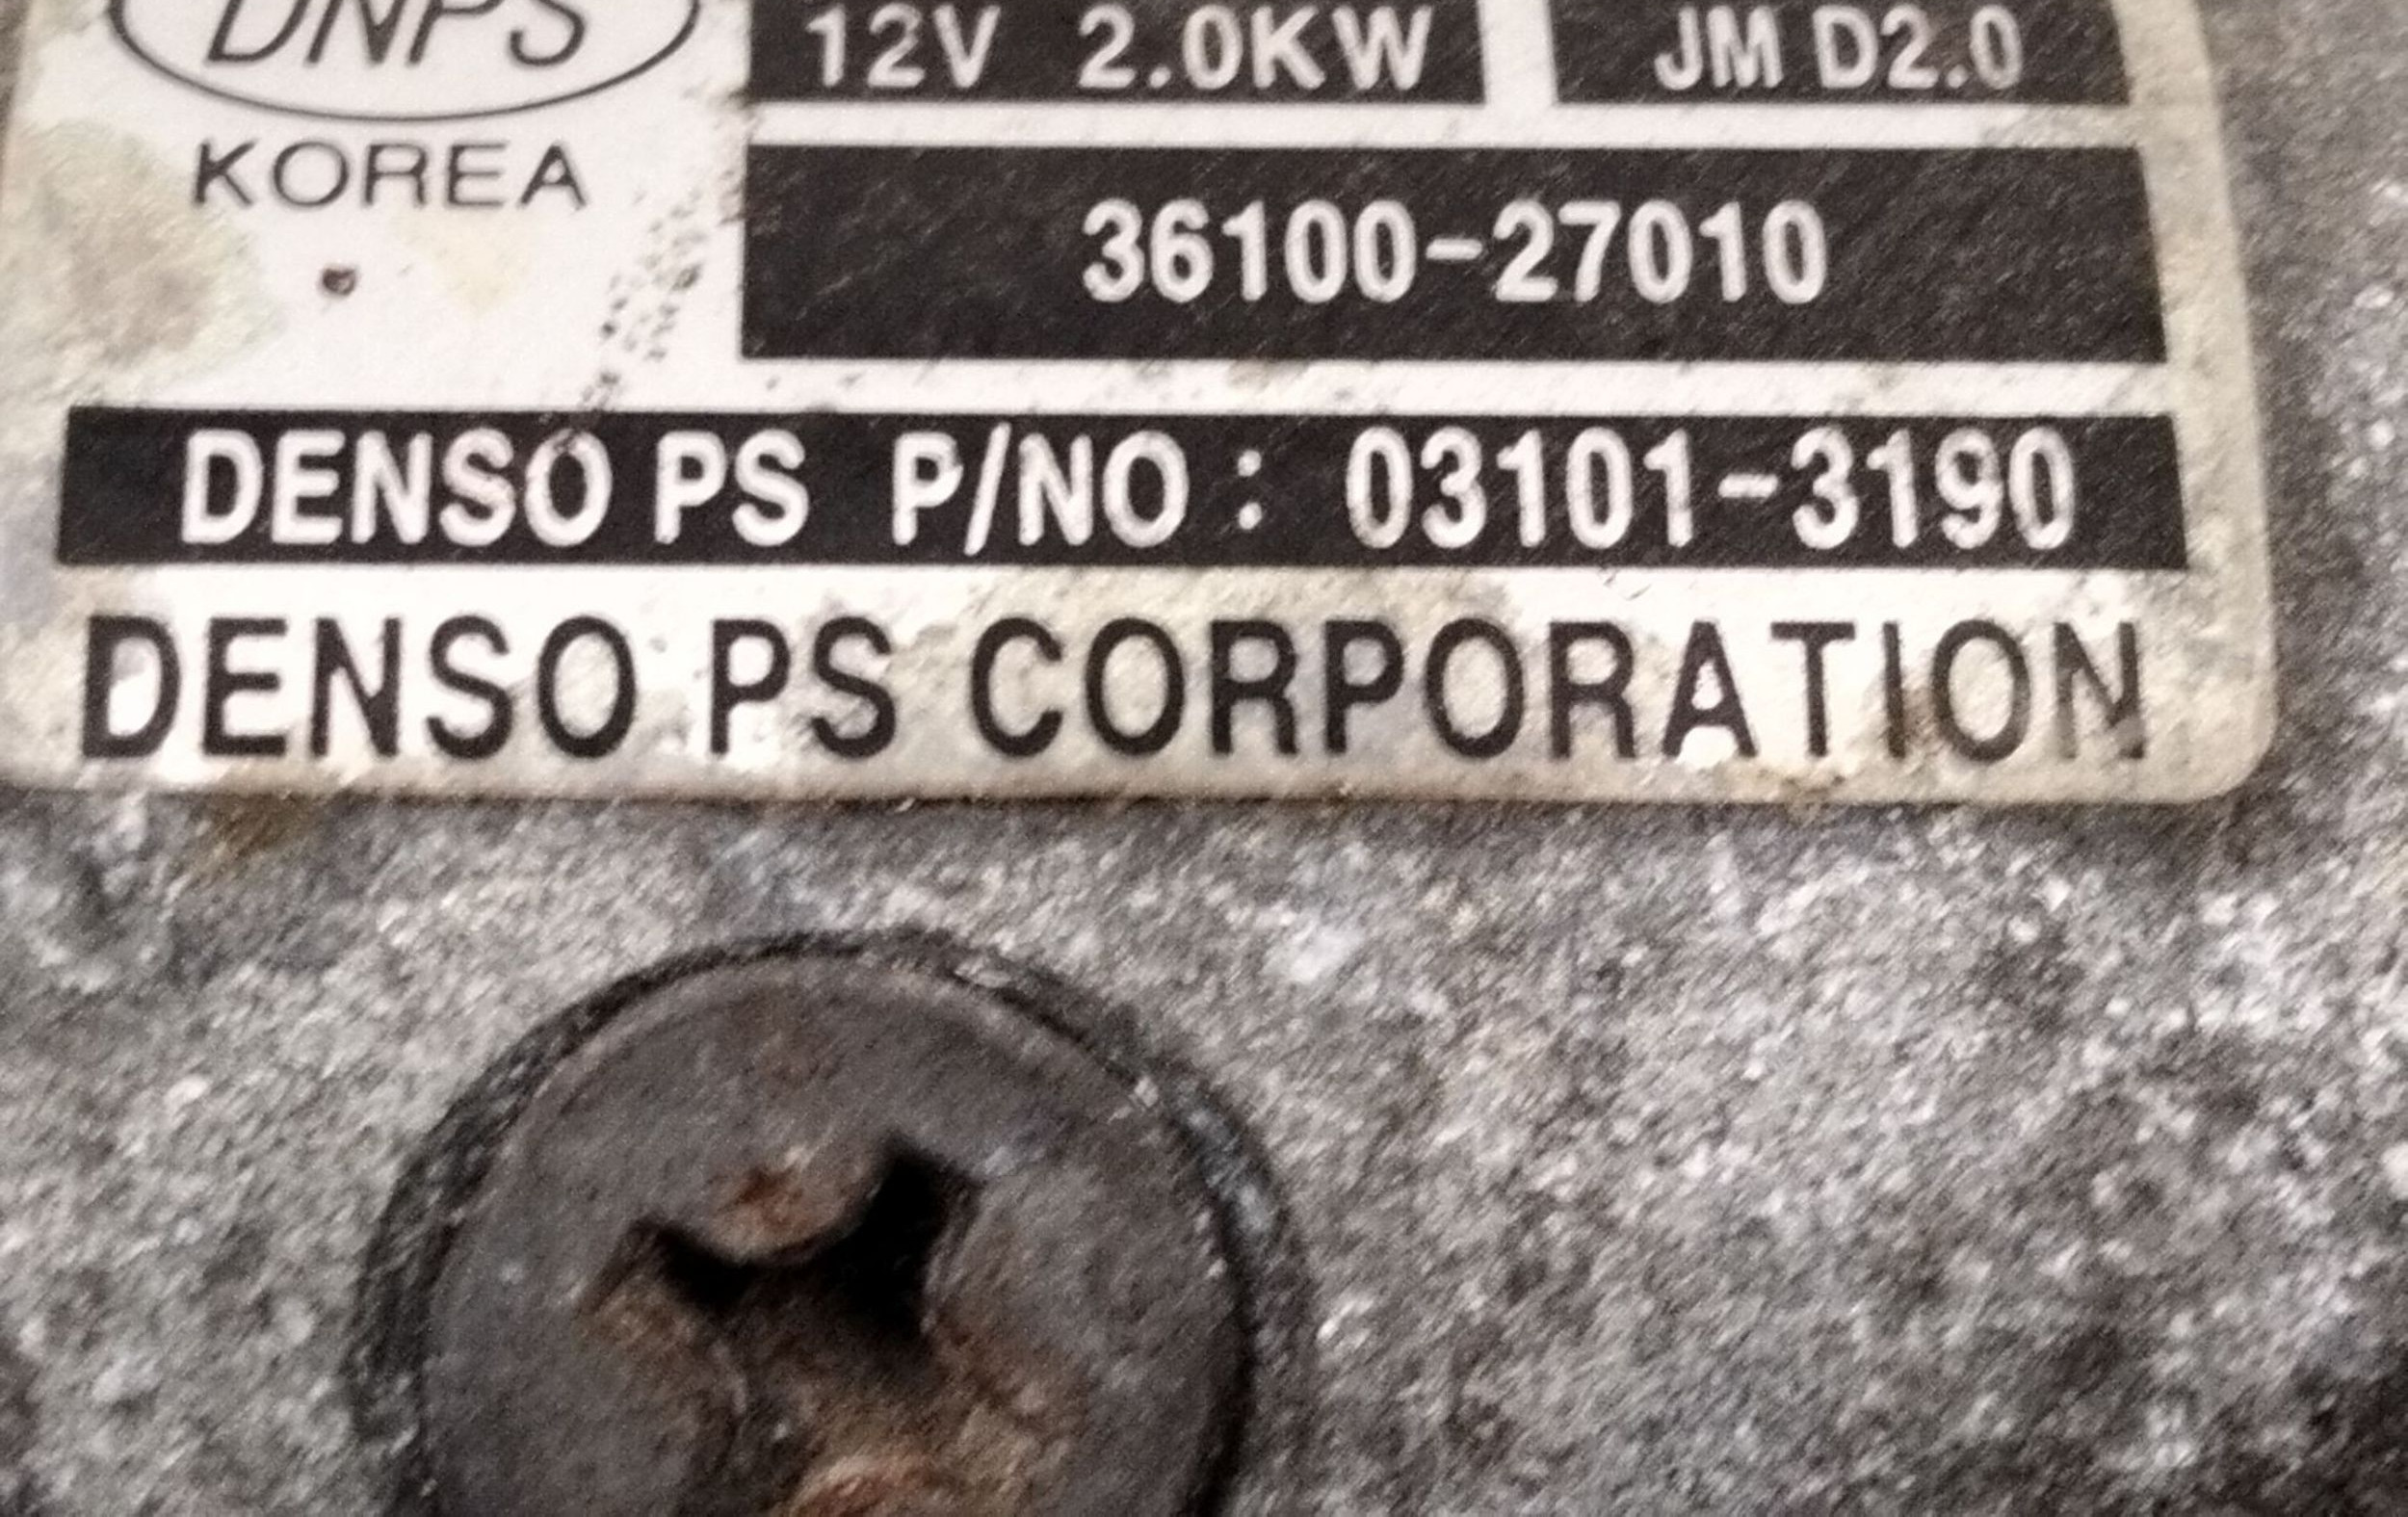 DNPS
KOREA
12V 2.0KW
JM D2.0
36100-27010
DENSO PS P/NO : 03101-3190
DENSO PS CORPORATION